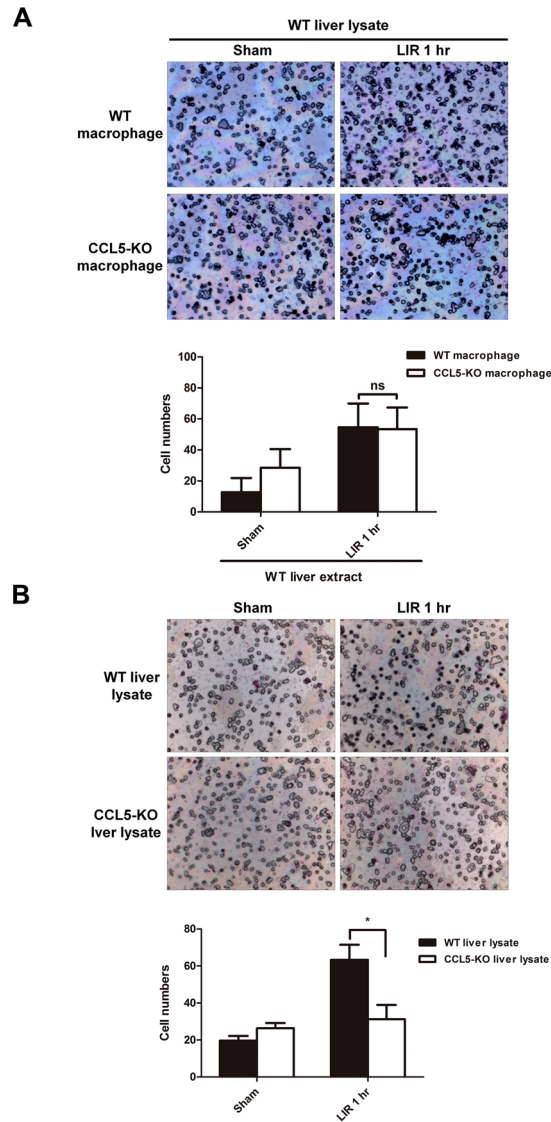 A
WT liver lysate
Sham
LIR 1 hr
WT
macrophage
CCL5-KO
macrophage
WT macrophage
CCL5-KO macrophage
Cell numbers
100
80
60
40
20
0
ns
Sham
LIR 1 hr
WT liver extract
B
Sham
LIR 1 hr
WT liver
lysate
CCL5-KO
lver lysate
WT liver lysate
CCL5-KO liver lysate
Cell numbers
80
60
40
20
0
*
Sham
LIR 1 hr